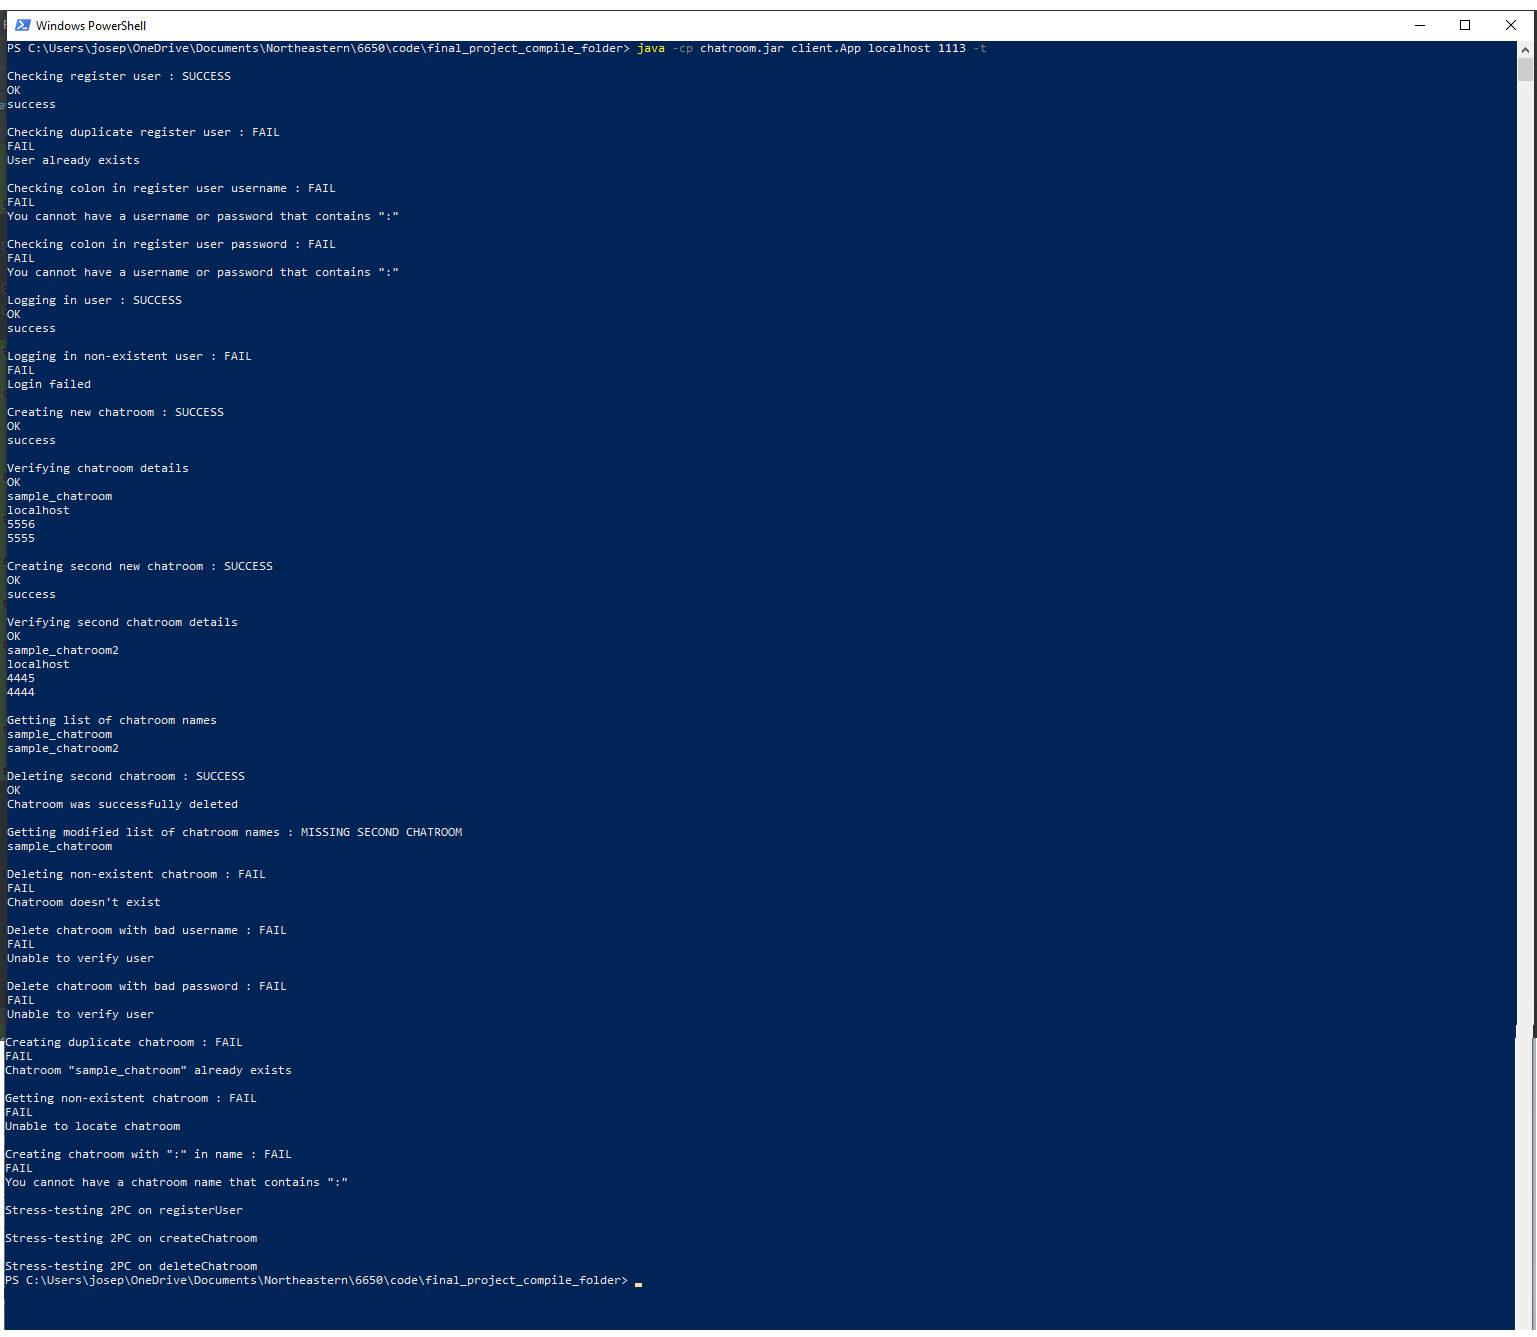 Windows PowerShell
PS C:\Users\josep\OneDrive\Documents\Northeastern\6650\code\final_project_compile_folder> java -cp chatroom.jar client.App localhost 1113 -t
Checking register user : SUCCESS
OK
success
Checking duplicate register user : FAIL
FAIL
User already exists
Checking colon in register user username : FAIL
FAIL
You cannot have a username or password that contains ":"
Checking colon in register user password : FAIL
FAIL
You cannot have a username or password that contains ":"
Logging in user : SUCCESS
OK
success
Logging in non-existent user : FAIL
FAIL
Login failed
Creating new chatroom : SUCCESS
OK
success
Verifying chatroom details
OK
sample_chatroom
localhost
5556
5555
Creating second new chatroom : SUCCESS
OK
success
Verifying second chatroom details
OK
sample_chatroom2
localhost
4445
4444
Getting list of chatroom names
sample_chatroom
sample_chatroom2
Deleting second chatroom : SUCCESS
OK
Chatroom was successfully deleted
Getting modified list of chatroom names : MISSING SECOND CHATROOM
sample_chatroom
Deleting non-existent chatroom : FAIL
FAIL
Chatroom doesn't exist
Delete chatroom with bad username : FAIL
FAIL
Unable to verify user
Delete chatroom with bad password : FAIL
FAIL
Unable to verify user
Creating duplicate chatroom : FAIL
FAIL
Chatroom "sample_chatroom" already exists
Getting non-existent chatroom : FAIL
FAIL
Unable to locate chatroom
Creating chatroom with ":" in name : FAIL
FAIL
You cannot have a chatroom name that contains ":"
Stress-testing 2PC on registerUser
Stress-testing 2PC on createChatroom
Stress-testing 2PC on deleteChatroom
PS C:\Users\josep\OneDrive\Documents\Northeastern\6650\code\final_project_compile_folder>